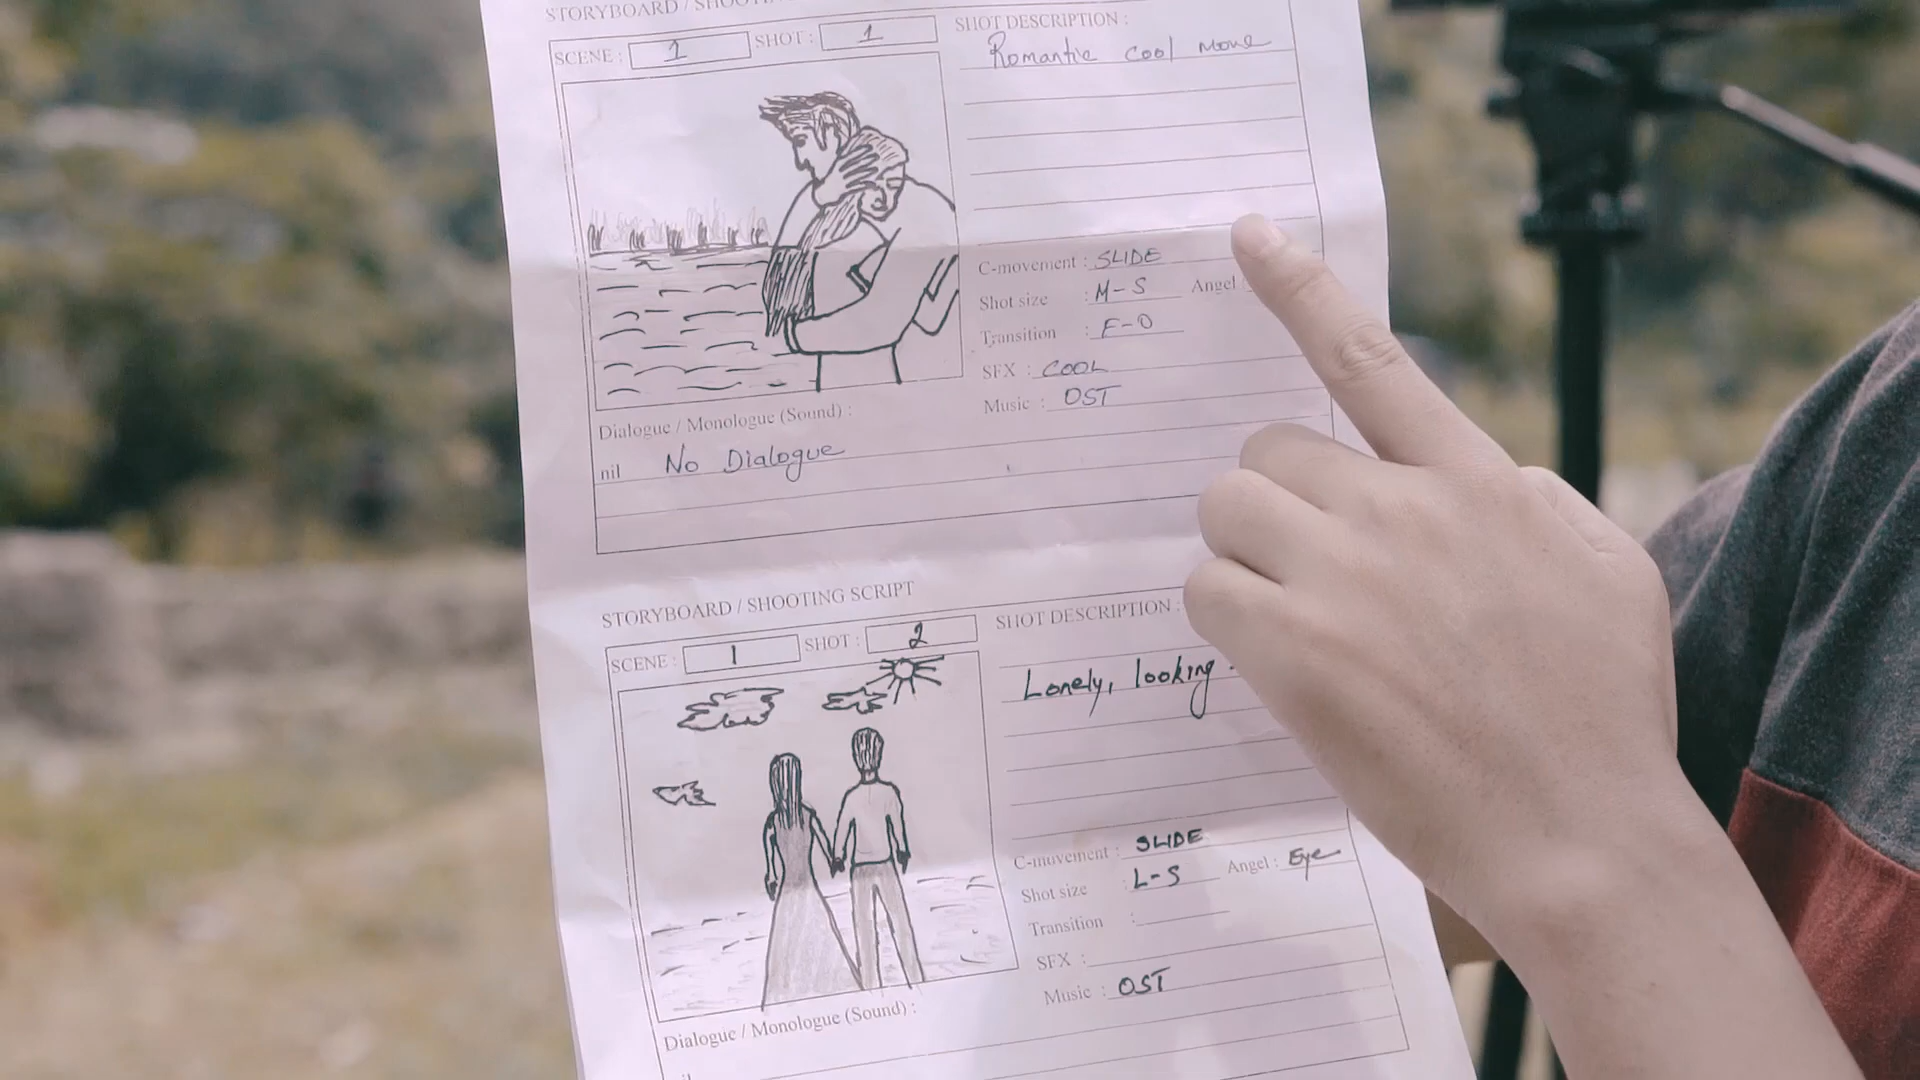 STORYBOARD / SHOOTING
SCENE : 1 SHOT : 1
SHOT DESCRIPTION :
Romantic cool move
C-movement : SLIDE
Shot size : M-S Angel :
Transition : F-O
SFX : COOL
Music : OST
Dialogue / Monologue (Sound) :
nil No Dialogue
STORYBOARD / SHOOTING SCRIPT
SCENE : 1 SHOT : 2
SHOT DESCRIPTION :
Lonely, looking
C-movement : SLIDE
Shot size : L-S Angel : Eye
Transition :
SFX :
Music : OST
Dialogue / Monologue (Sound) :